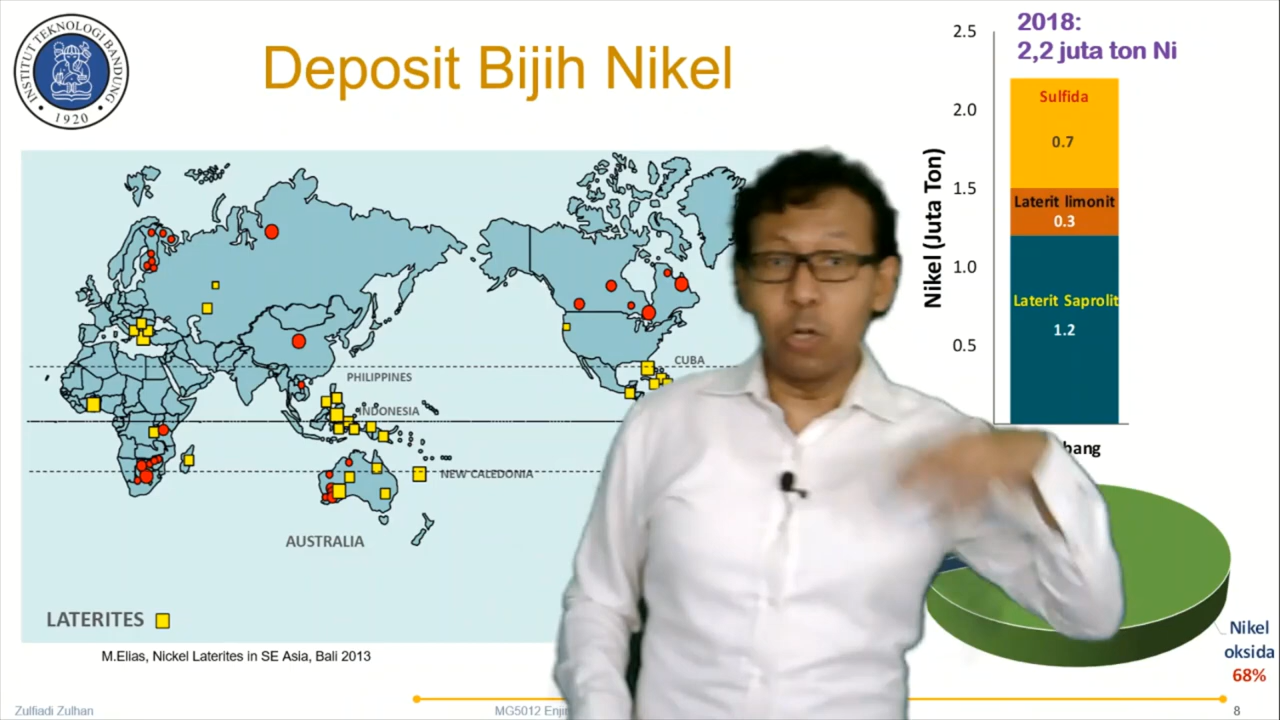 INSTITUT TEKNOLOGI BANDUNG
1920
Deposit Bijih Nikel
2018:
2,2 juta ton Ni
2.5
2.0
1.5
1.0
0.5
Nikel (Juta Ton)
Sulfida
0.7
Laterit limonit
0.3
Laterit Saprolit
1.2
bang
CUBA
PHILIPPINES
INDONESIA
NEW CALEDONIA
AUSTRALIA
LATERITES
M.Elias, Nickel Laterites in SE Asia, Bali 2013
Nikel
oksida
68%
Zulfiadi Zulhan
MG5012
8